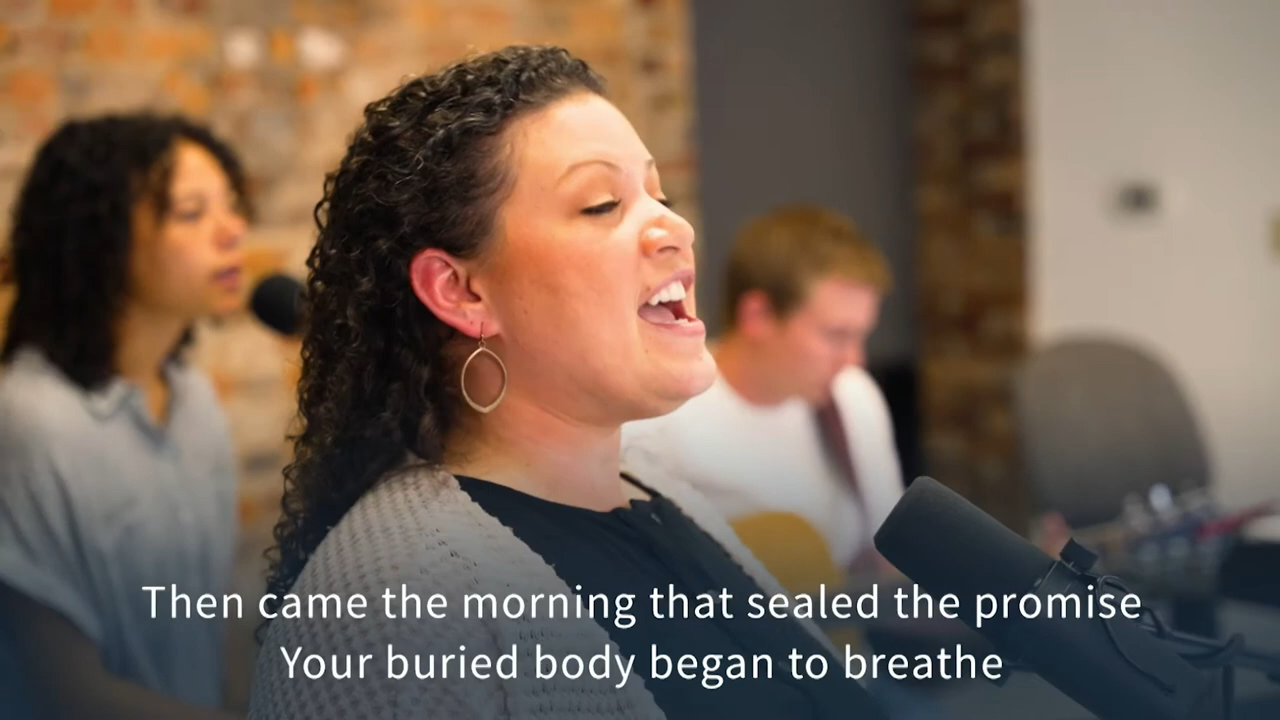 Then came the morning that sealed the promise
Your buried body began to breathe